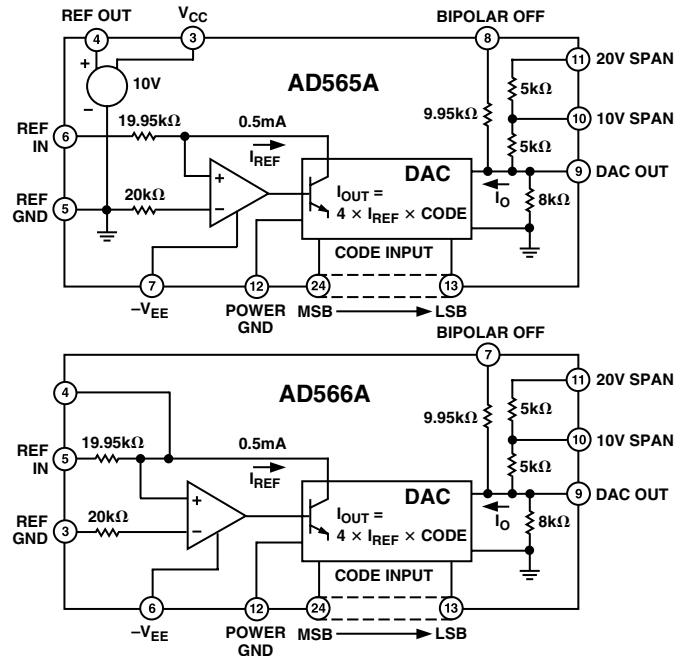 REF OUT
VCC
BIPOLAR OFF
4
3
8
+
10V
–
AD565A
11
20V SPAN
5kΩ
9.95kΩ
10
10V SPAN
5kΩ
REF
IN
6
19.95kΩ
0.5mA
IREF
DAC
9
DAC OUT
IO
8kΩ
REF
GND
5
20kΩ
+
–
IOUT =
4 × IREF × CODE
CODE INPUT
7
12
24
13
–VEE
POWER
GND
MSB
LSB
BIPOLAR OFF
7
AD566A
4
11
20V SPAN
5kΩ
9.95kΩ
10
10V SPAN
5kΩ
REF
IN
5
19.95kΩ
0.5mA
IREF
DAC
9
DAC OUT
IO
8kΩ
REF
GND
3
20kΩ
+
–
IOUT =
4 × IREF × CODE
CODE INPUT
6
12
24
13
–VEE
POWER
GND
MSB
LSB